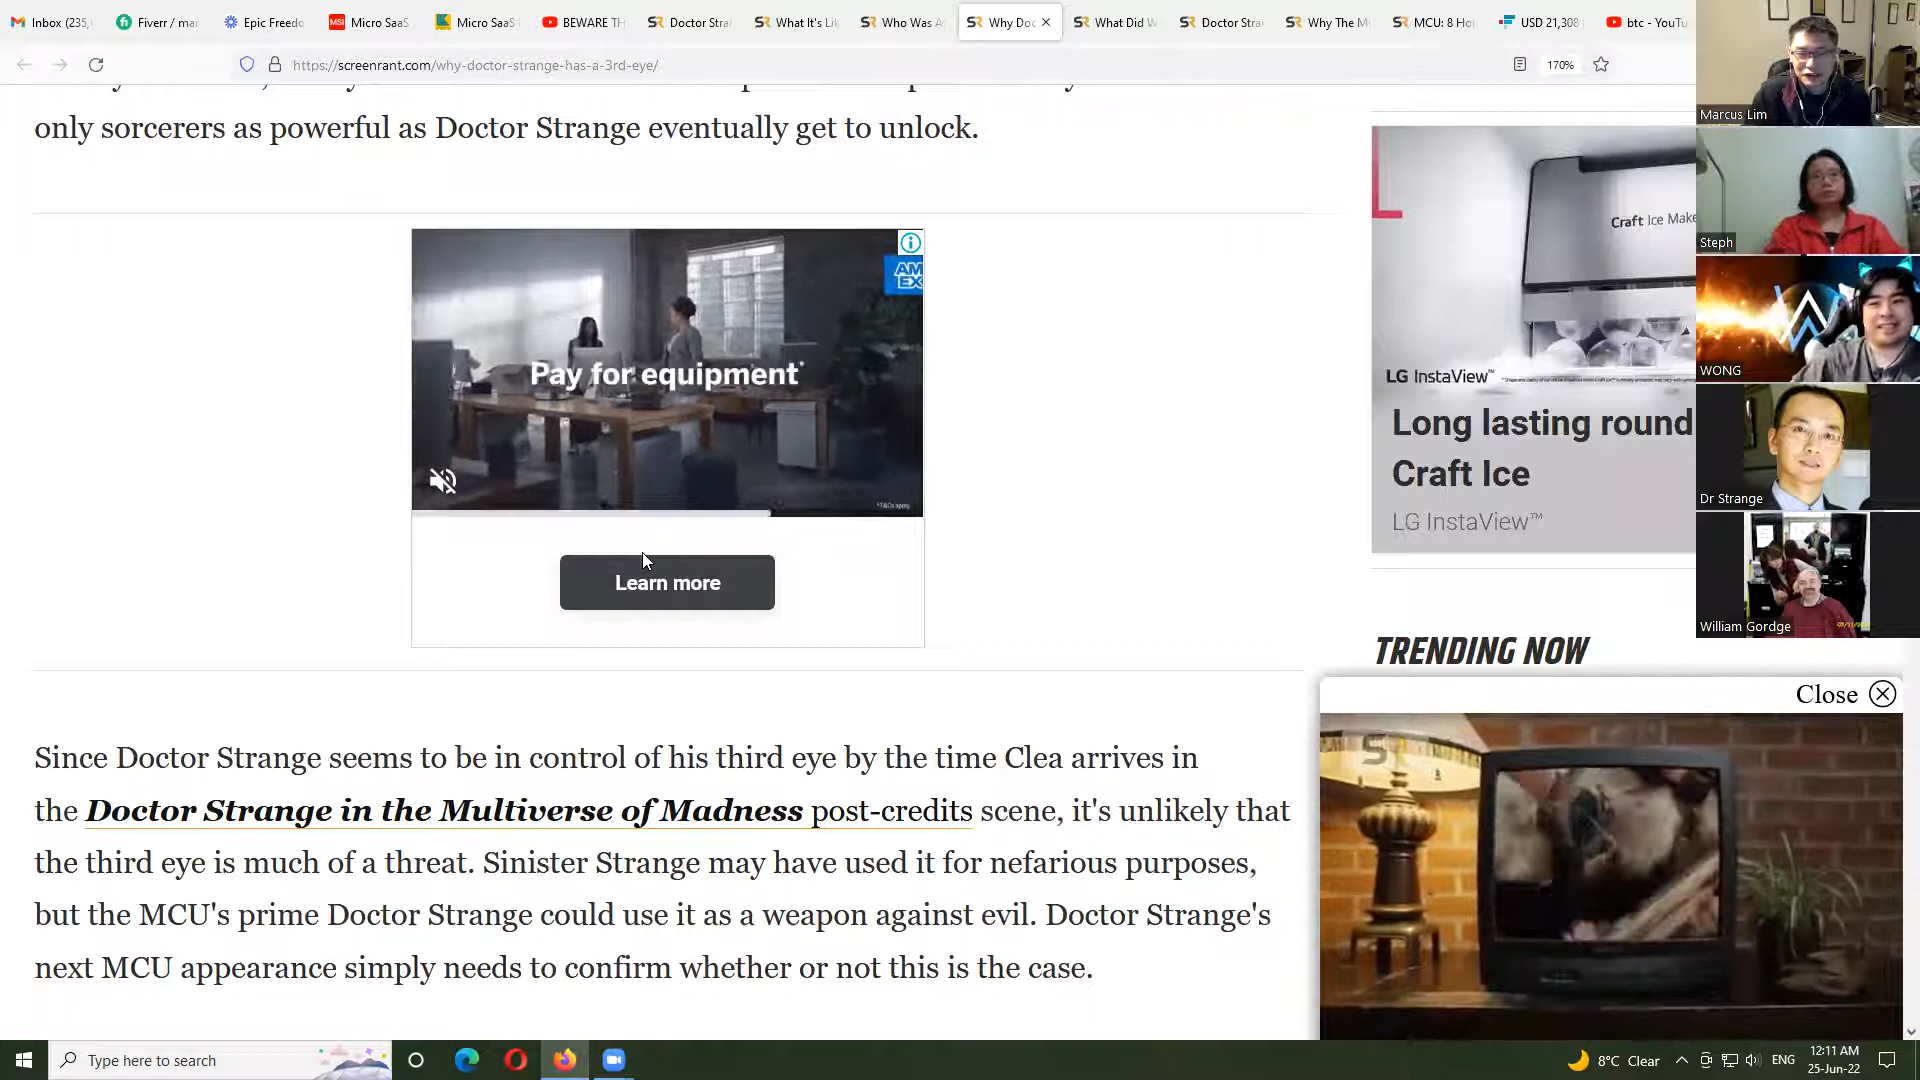 Inbox (235,
Fiverr / mai
Epic Freedo
Micro SaaS
Micro SaaS
BEWARE TH
Doctor Stra
What It's Li
Who Was A
Why Doc
What Did W
Doctor Stra
Why The M
MCU: 8 Ho
USD 21,308
btc - YouTu
https://screenrant.com/why-doctor-strange-has-a-3rd-eye/
170%
only sorcerers as powerful as Doctor Strange eventually get to unlock.
AM
EX
Pay for equipment*
*T&Cs apply
Learn more
Craft Ice Make
LG InstaView™
Long lasting round
Craft Ice
LG InstaView™
TRENDING NOW
Close
Since Doctor Strange seems to be in control of his third eye by the time Clea arrives in
the Doctor Strange in the Multiverse of Madness post-credits scene, it's unlikely that
the third eye is much of a threat. Sinister Strange may have used it for nefarious purposes,
but the MCU's prime Doctor Strange could use it as a weapon against evil. Doctor Strange's
next MCU appearance simply needs to confirm whether or not this is the case.
Marcus Lim
Steph
WONG
Dr Strange
William Gordge
Type here to search
8°C Clear
ENG
12:11 AM
25-Jun-22